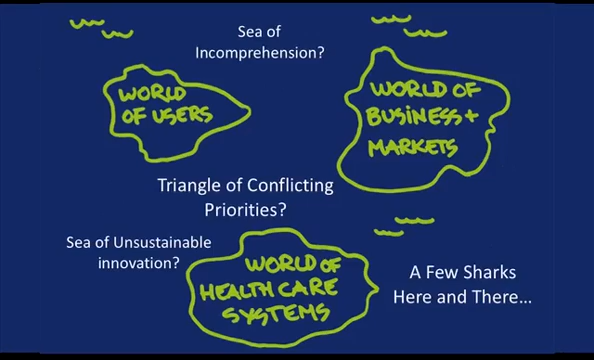 Sea of
Incomprehension?
WORLD
OF USERS
WORLD OF
BUSINESS +
MARKETS
Triangle of Conflicting
Priorities?
Sea of Unsustainable
innovation?
WORLD OF
HEALTH CARE
SYSTEMS
A Few Sharks
Here and There…